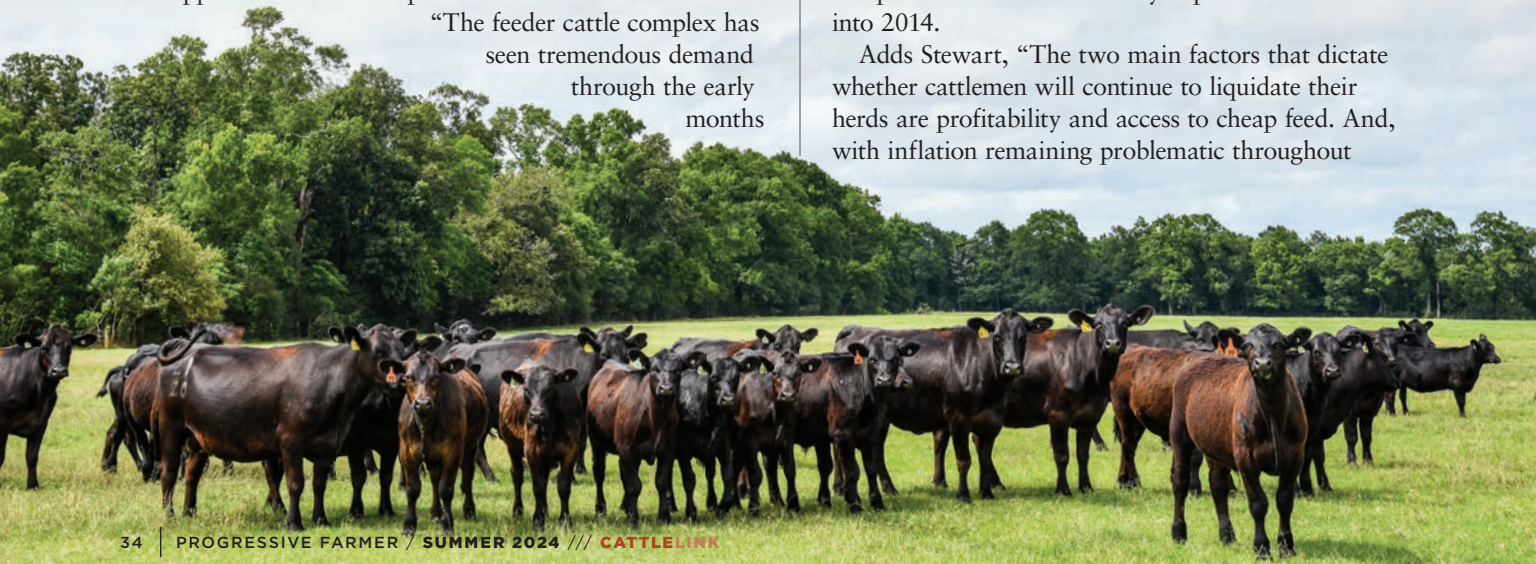 “The feeder cattle complex has
seen tremendous demand
through the early
months
into 2014.
Adds Stewart, “The two main factors that dictate
whether cattlemen will continue to liquidate their
herds are profitability and access to cheap feed. And,
with inflation remaining problematic throughout
34 | PROGRESSIVE FARMER / SUMMER 2024 /// CATTLELINK